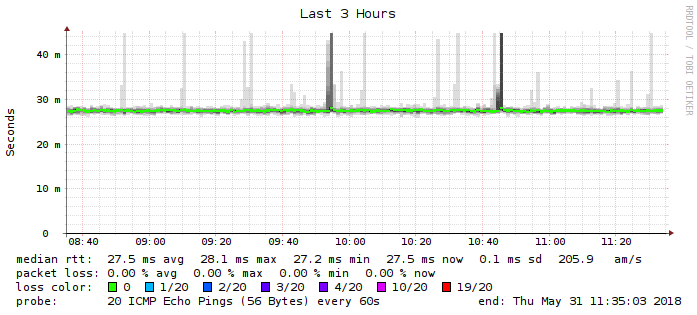 Last 3 Hours
RRDTOOL / TOBI OETIKER
Seconds
40 m
30 m
20 m
10 m
0
08:40 09:00 09:20 09:40 10:00 10:20 10:40 11:00 11:20
median rtt: 27.5 ms avg 28.1 ms max 27.2 ms min 27.5 ms now 0.1 ms sd 205.9 am/s
packet loss: 0.00 % avg 0.00 % max 0.00 % min 0.00 % now
loss color: 0 1/20 2/20 3/20 4/20 10/20 19/20
probe: 20 ICMP Echo Pings (56 Bytes) every 60s end: Thu May 31 11:35:03 2018